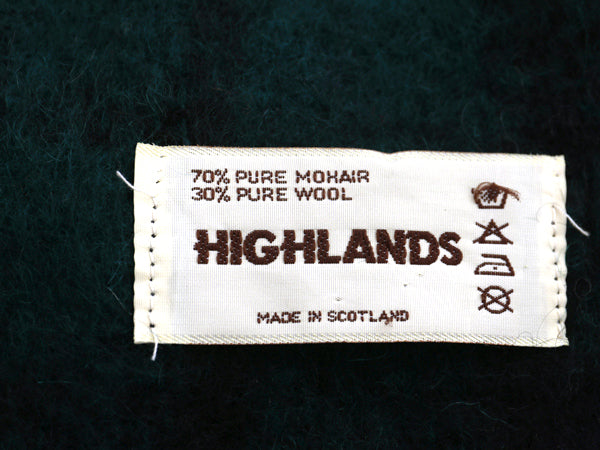 70% PURE MOHAIR
30% PURE WOOL
HIGHLANDS
MADE IN SCOTLAND